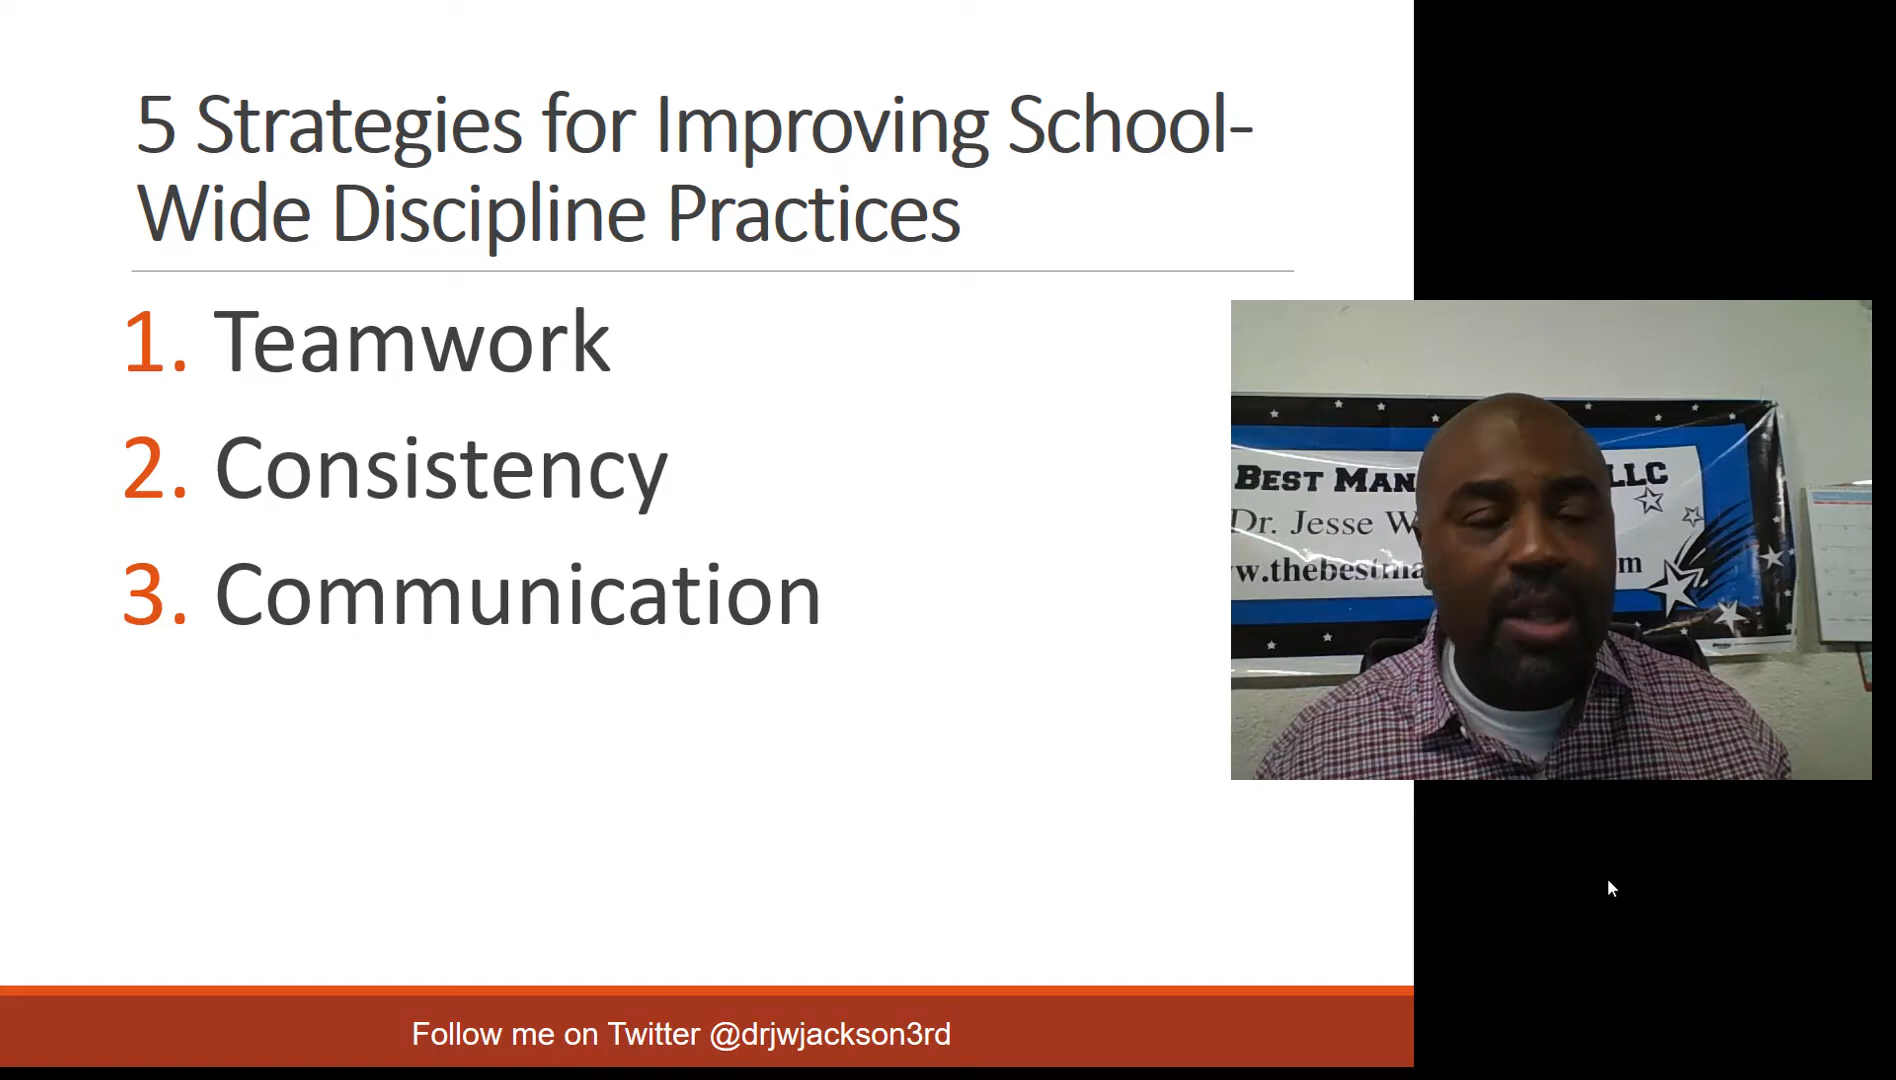 5 Strategies for Improving School-
Wide Discipline Practices
1. Teamwork
2. Consistency
3. Communication
BEST MAN LLC
Dr. Jesse W
w.thebestma m
Follow me on Twitter @drjwjackson3rd